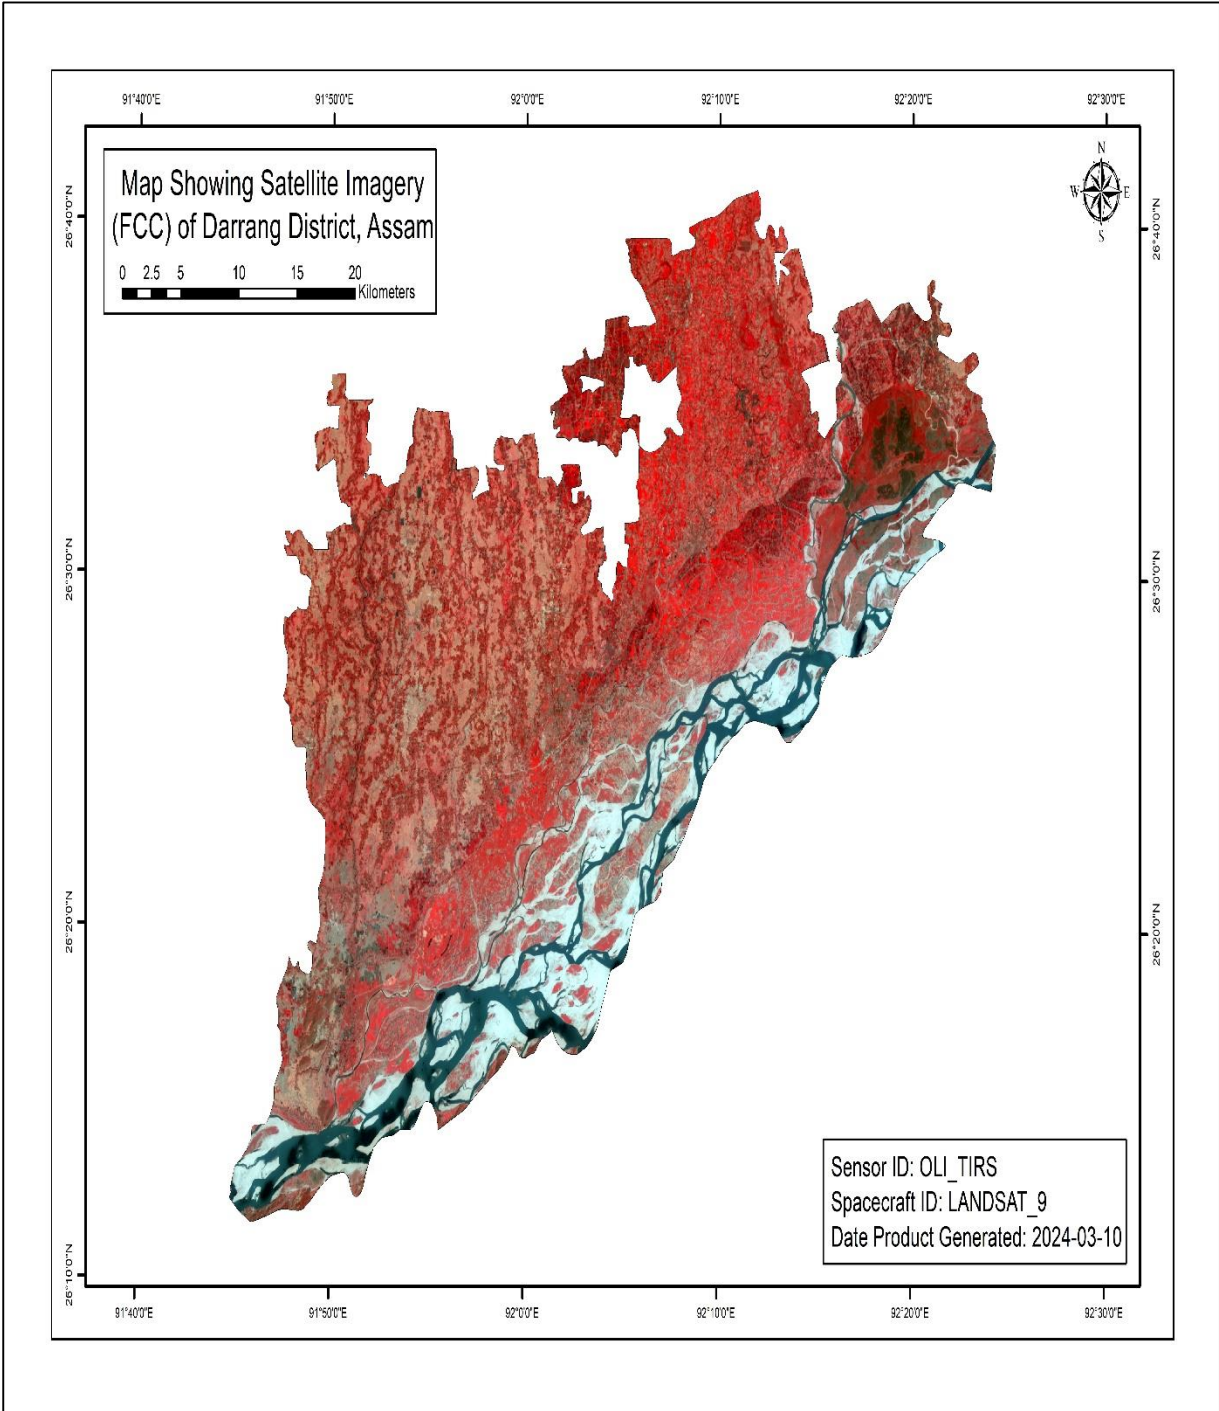 91°40'0"E 91°50'0"E 92°0'0"E 92°10'0"E 92°20'0"E 92°30'0"E
Map Showing Satellite Imagery
(FCC) of Darrang District, Assam
0 2.5 5 10 15 20
Kilometers
N
W E
S
26°40'0"N 26°40'0"N
26°30'0"N 26°30'0"N
26°20'0"N 26°20'0"N
Sensor ID: OLI_TIRS
Spacecraft ID: LANDSAT_9
Date Product Generated: 2024-03-10
26°10'0"N
91°40'0"E 91°50'0"E 92°0'0"E 92°10'0"E 92°20'0"E 92°30'0"E